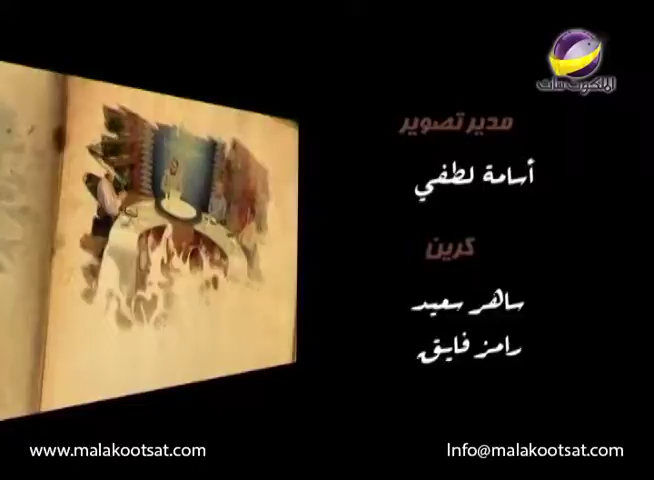 الملكوت سات
مدير تصوير
أسامة لطفي
كرين
ساهر سعيد
رامز فايق
www.malakootsat.com
Info@malakootsat.com